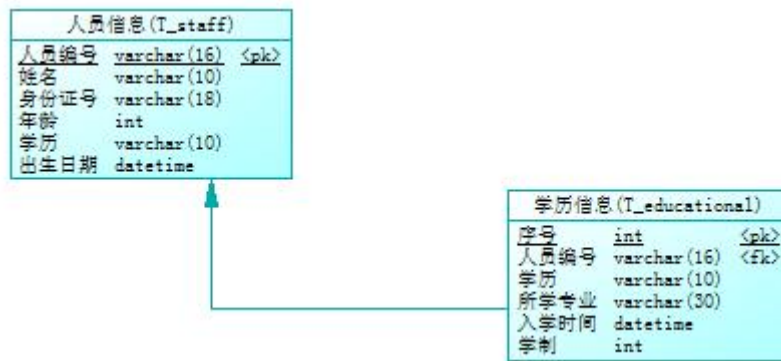 人员信息(T_staff)
人员编号 varchar(16) <pk>
姓名 varchar(10)
身份证号 varchar(18)
年龄 int
学历 varchar(10)
出生日期 datetime
学历信息(T_educational)
序号 int <pk>
人员编号 varchar(16) <fk>
学历 varchar(10)
所学专业 varchar(30)
入学时间 datetime
学制 int